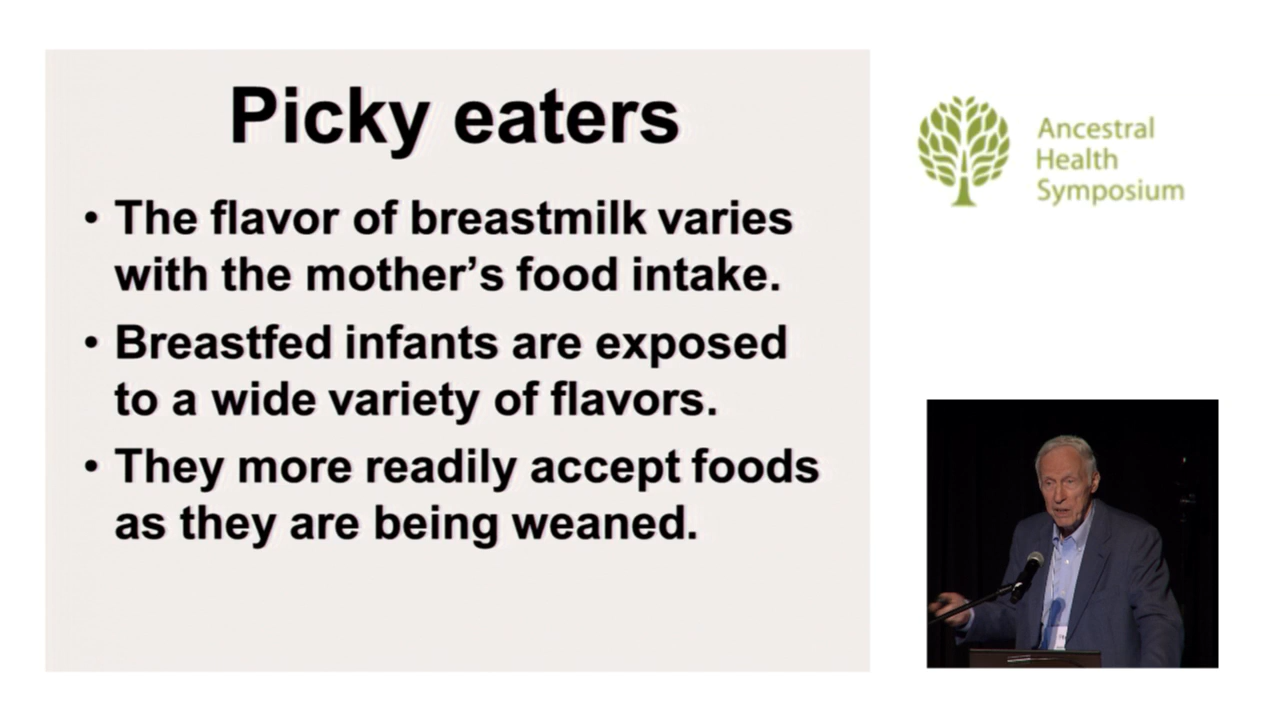 Picky eaters
• The flavor of breastmilk varies
with the mother’s food intake.
• Breastfed infants are exposed
to a wide variety of flavors.
• They more readily accept foods
as they are being weaned.
Ancestral
Health
Symposium